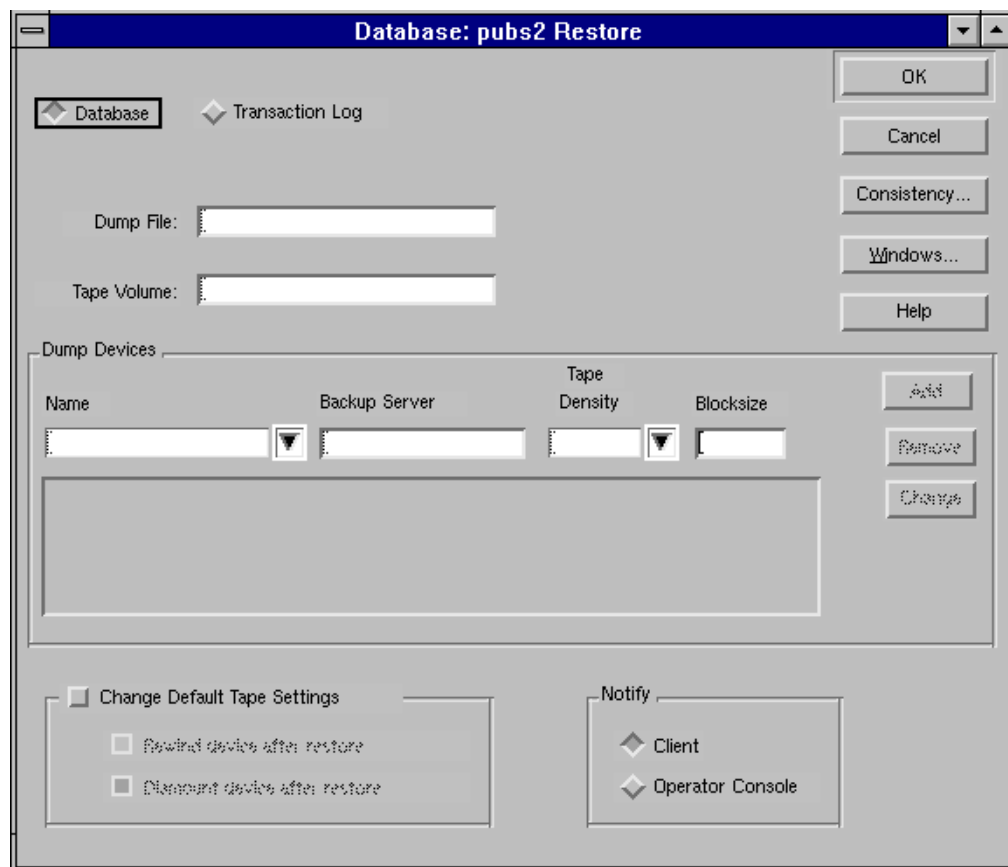 Database: pubs2 Restore
OK
Database
Transaction Log
Cancel
Consistency...
Dump File:
Windows...
Tape Volume:
Help
Dump Devices
Name
Backup Server
Tape
Density
Blocksize
Add
Remove
Change
Change Default Tape Settings
Rewind device after restore
Dismount device after restore
Notify
Client
Operator Console